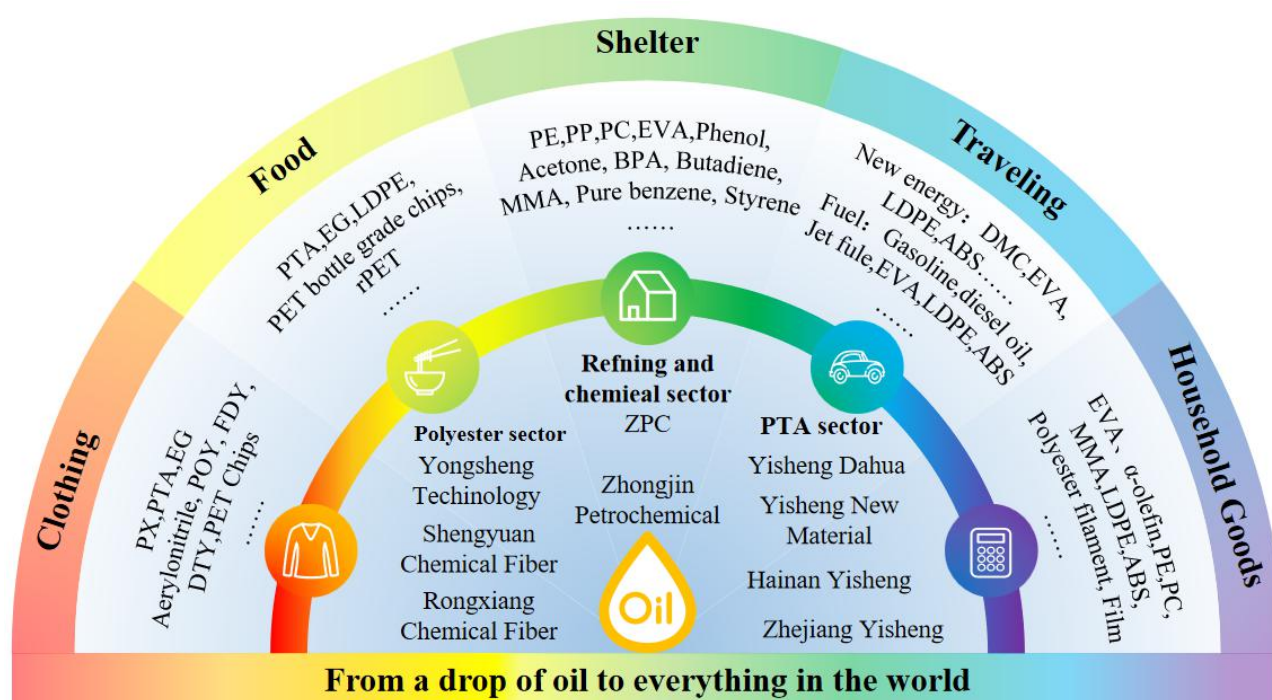 Shelter
Food
Traveling
Clothing
Household Goods
PX,PTA,EG
Aerylonitrile, POY, FDY,
DTY,PET Chips
......
PTA,EG,LDPE,
PET bottle grade chips,
rPET
......
PE,PP,PC,EVA,Phenol,
Acetone, BPA, Butadiene,
MMA, Pure benzene, Styrene
......
New energy：DMC,EVA,
LDPE,ABS......
Fuel：Gasoline,diesel oil,
Jet fule,EVA,LDPE,ABS
......
EVA、α-olefin,PE,PC,
MMA,LDPE,ABS,
Polyester filament, Film
......
Polyester sector
Yongsheng
Techinology
Shengyuan
Chemical Fiber
Rongxiang
Chemical Fiber
Refning and
chemieal sector
ZPC
Zhongjin
Petrochemical
Oil
PTA sector
Yisheng Dahua
Yisheng New
Material
Hainan Yisheng
Zhejiang Yisheng
From a drop of oil to everything in the world